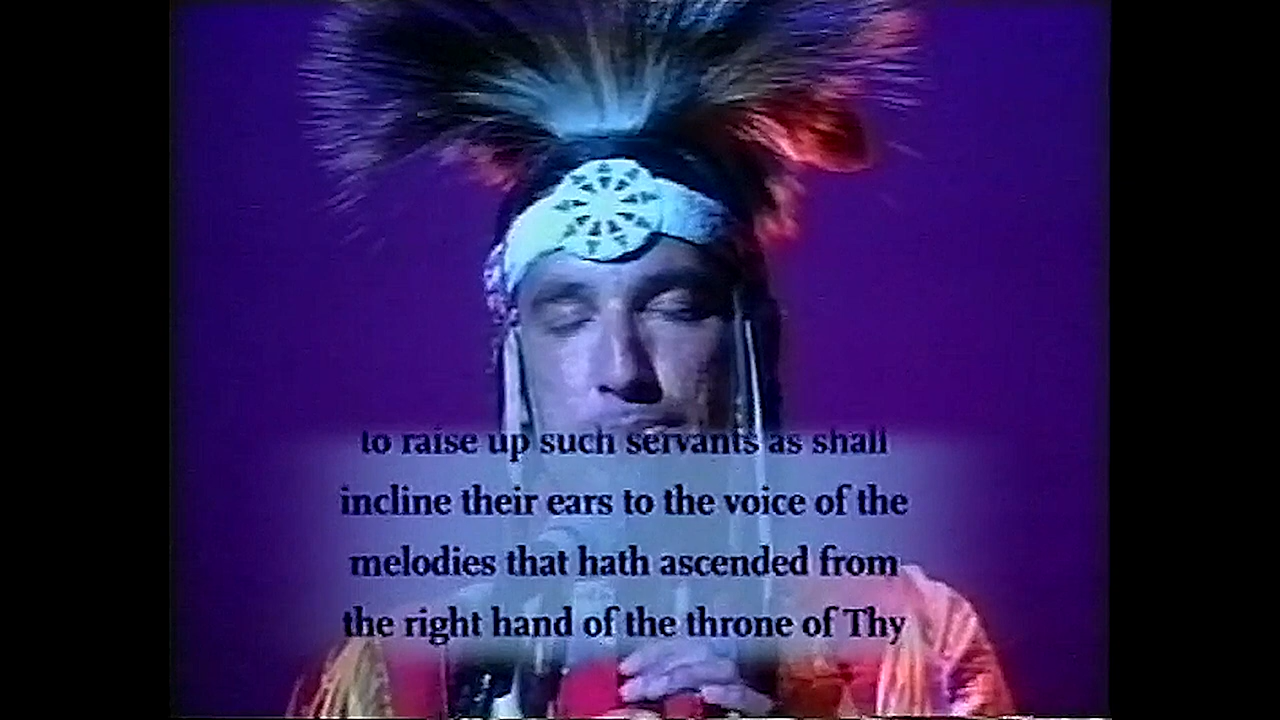 to raise up such servants as shall
incline their ears to the voice of the
melodies that hath ascended from
the right hand of the throne of Thy